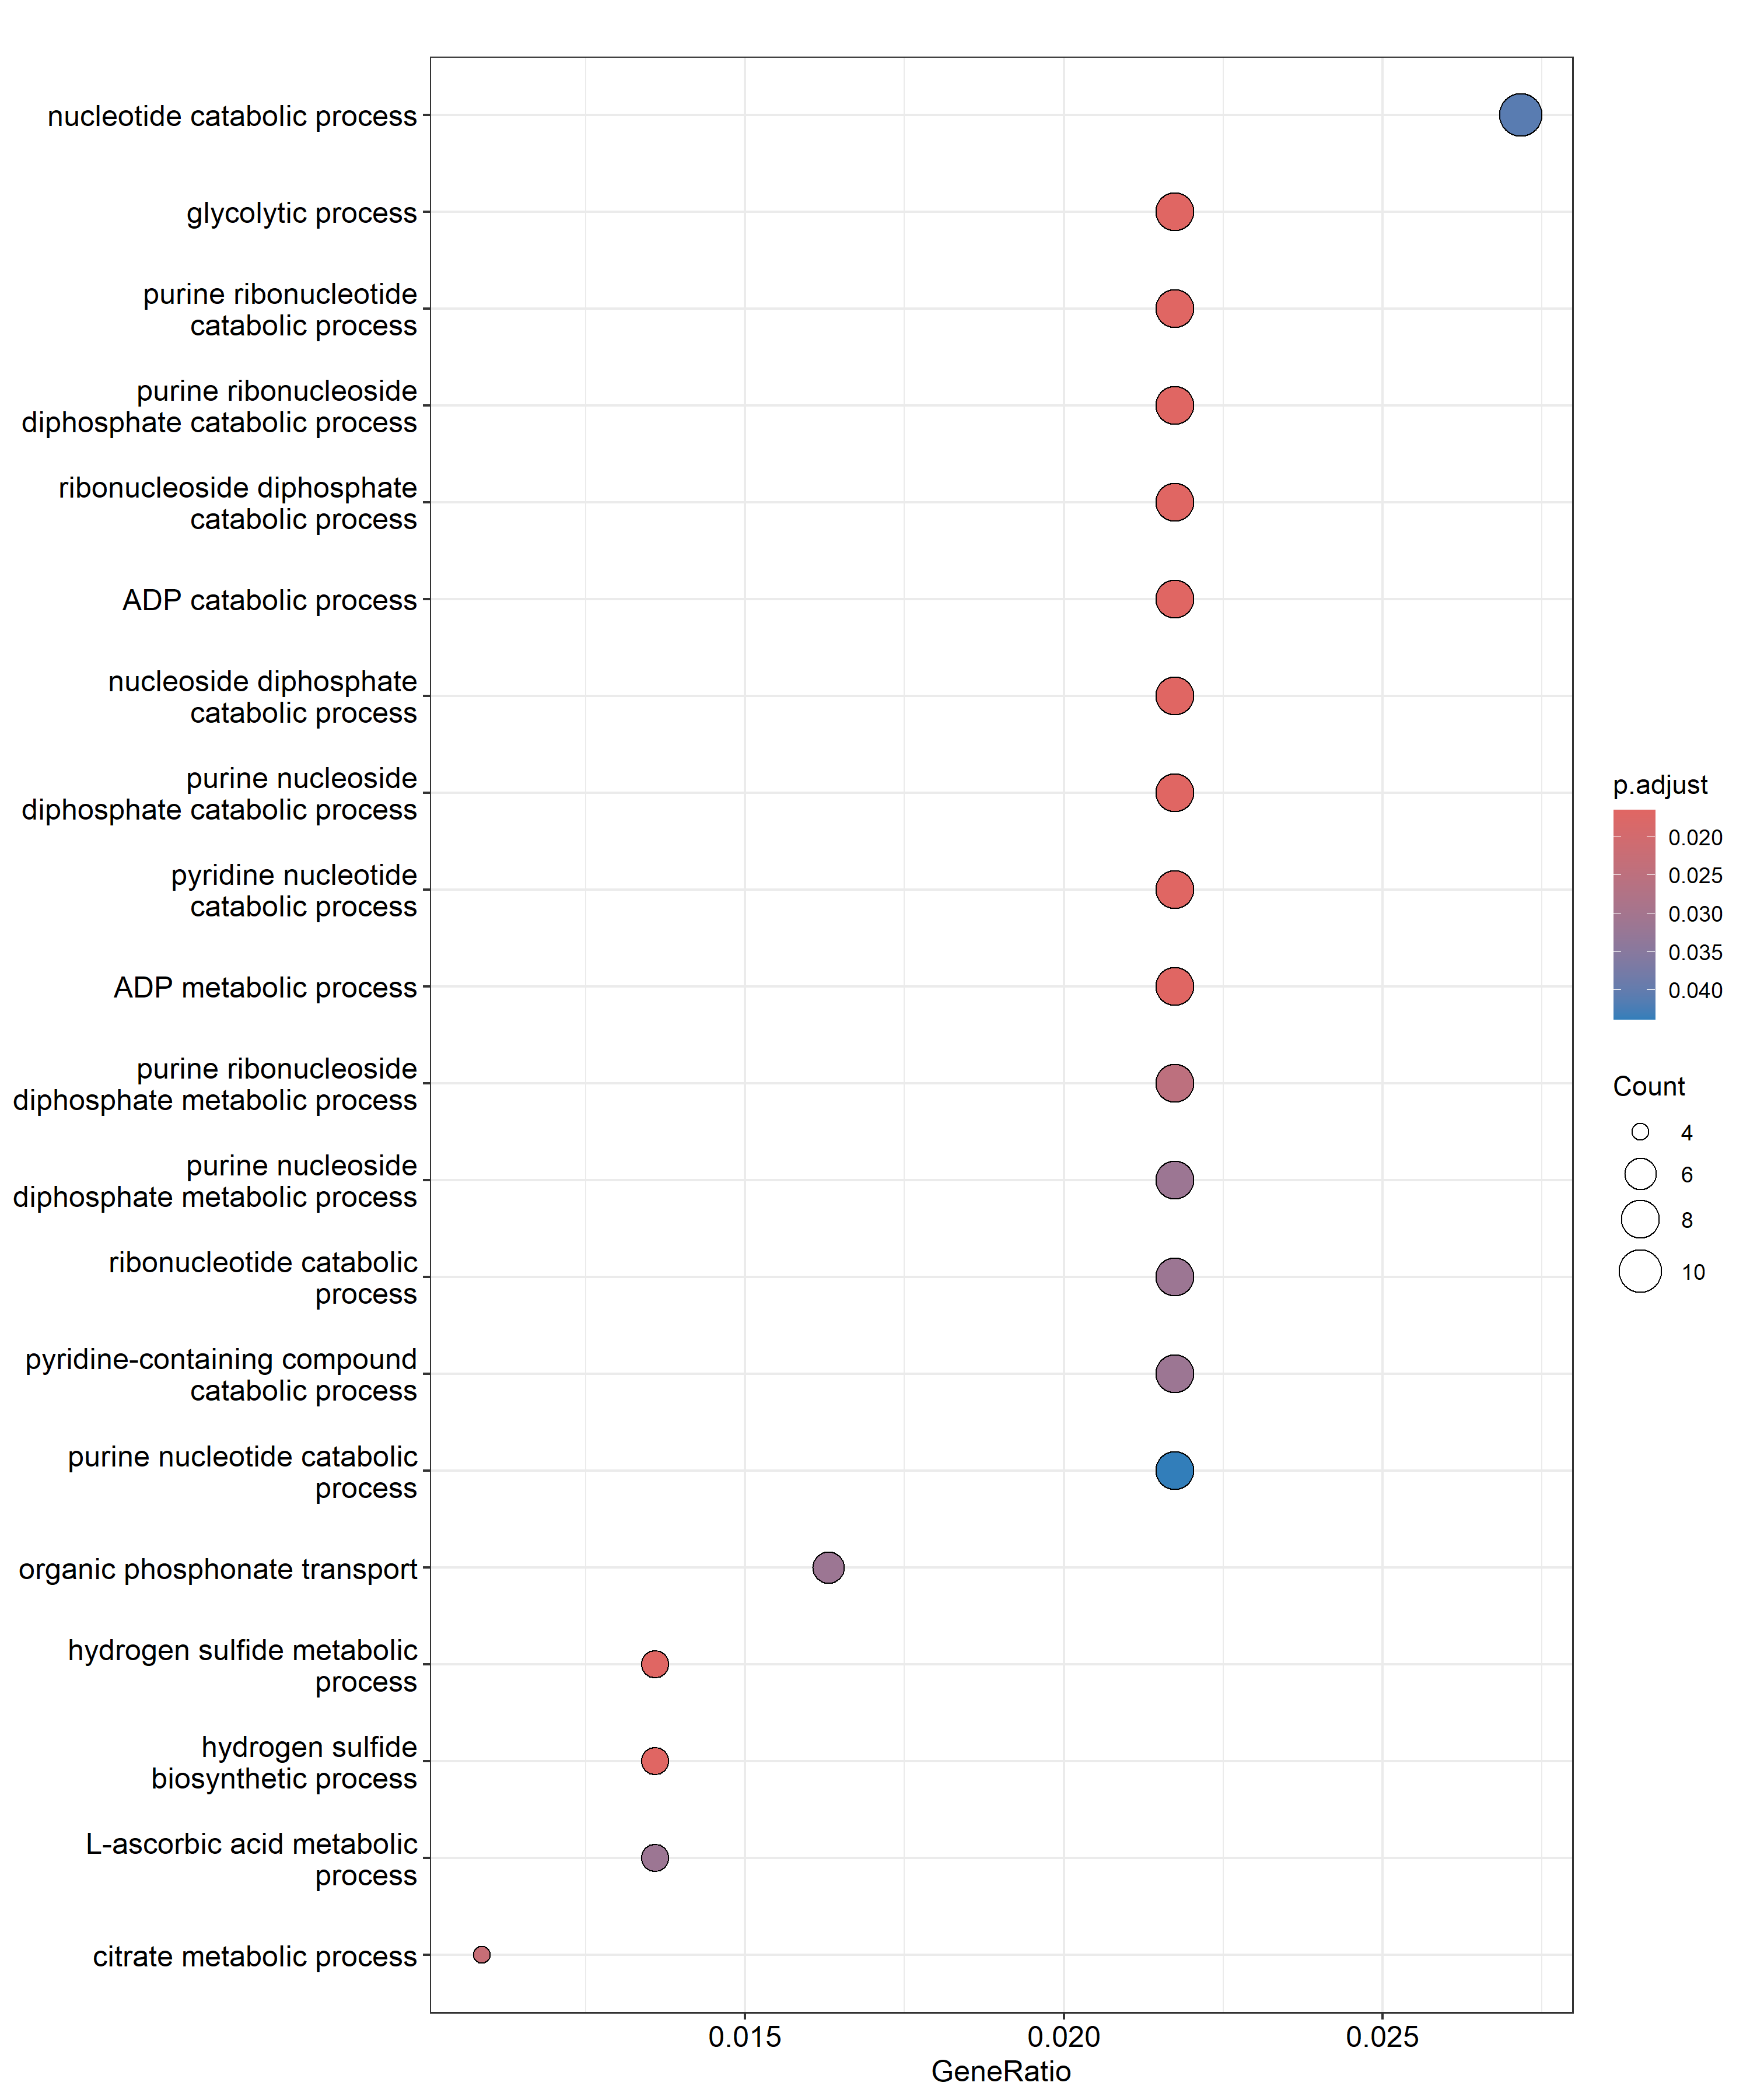 nucleotide catabolic process
glycolytic process
purine ribonucleotide
catabolic process
purine ribonucleoside
diphosphate catabolic process
ribonucleoside diphosphate
catabolic process
ADP catabolic process
nucleoside diphosphate
catabolic process
purine nucleoside
diphosphate catabolic process
pyridine nucleotide
catabolic process
ADP metabolic process
purine ribonucleoside
diphosphate metabolic process
purine nucleoside
diphosphate metabolic process
ribonucleotide catabolic
process
pyridine-containing compound
catabolic process
purine nucleotide catabolic
process
organic phosphonate transport
hydrogen sulfide metabolic
process
hydrogen sulfide
biosynthetic process
L-ascorbic acid metabolic
process
citrate metabolic process
0.015
0.020
0.025
GeneRatio
p.adjust
0.020
0.025
0.030
0.035
0.040
Count
4
6
8
10